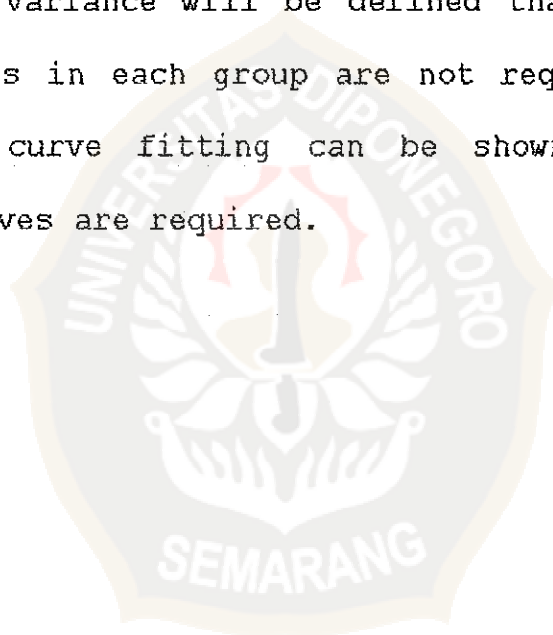 variance will be defined tha
s in each group are not req
curve fitting can be show
ves are required.
UNIVERSITAS DIPONEGORO
SEMARANG